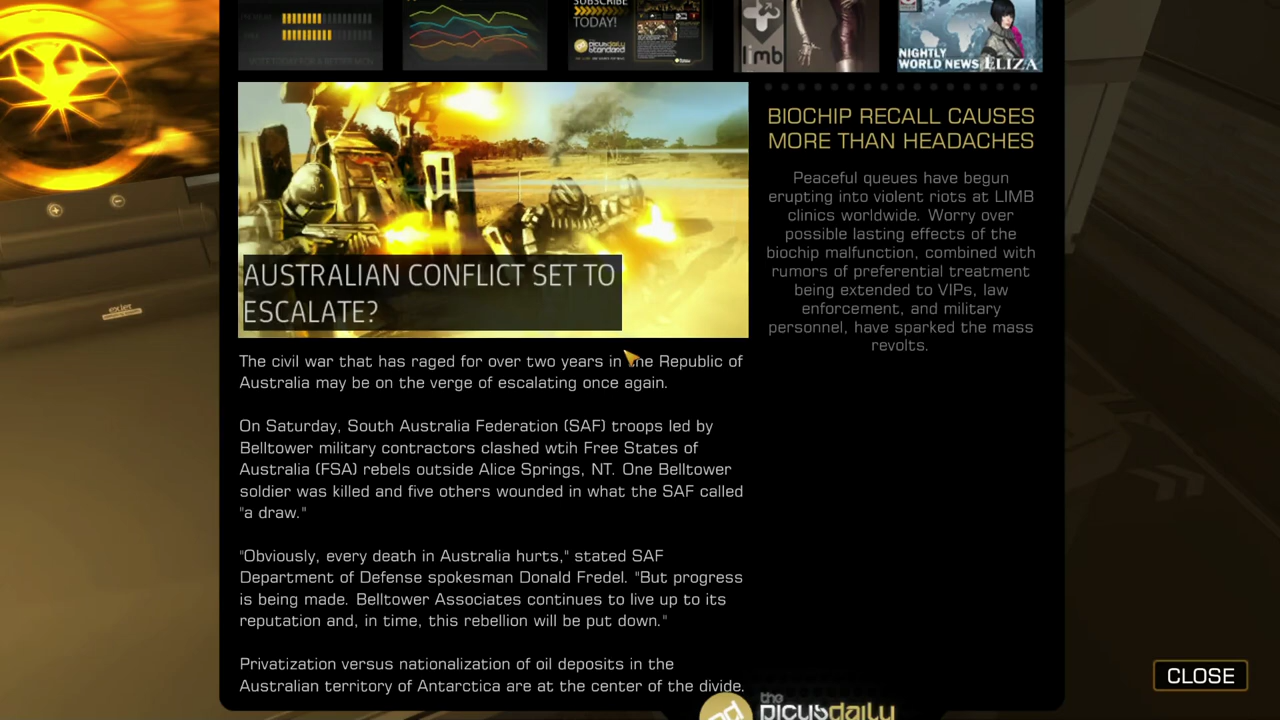 SUBSCRIBE
TODAY!
the
picusdaily
standard
limb
NIGHTLY
WORLD NEWS ELIZA
AUSTRALIAN CONFLICT SET TO
ESCALATE?
The civil war that has raged for over two years in the Republic of
Australia may be on the verge of escalating once again.
On Saturday, South Australia Federation (SAF) troops led by
Belltower military contractors clashed wtih Free States of
Australia (FSA) rebels outside Alice Springs, NT. One Belltower
soldier was killed and five others wounded in what the SAF called
"a draw."
"Obviously, every death in Australia hurts," stated SAF
Department of Defense spokesman Donald Fredel. "But progress
is being made. Belltower Associates continues to live up to its
reputation and, in time, this rebellion will be put down."
Privatization versus nationalization of oil deposits in the
Australian territory of Antarctica are at the center of the divide.
BIOCHIP RECALL CAUSES
MORE THAN HEADACHES
Peaceful queues have begun
erupting into violent riots at LIMB
clinics worldwide. Worry over
possible lasting effects of the
biochip malfunction, combined with
rumors of preferential treatment
being extended to VIPs, law
enforcement, and military
personnel, have sparked the mass
revolts.
CLOSE
the
picusdaily